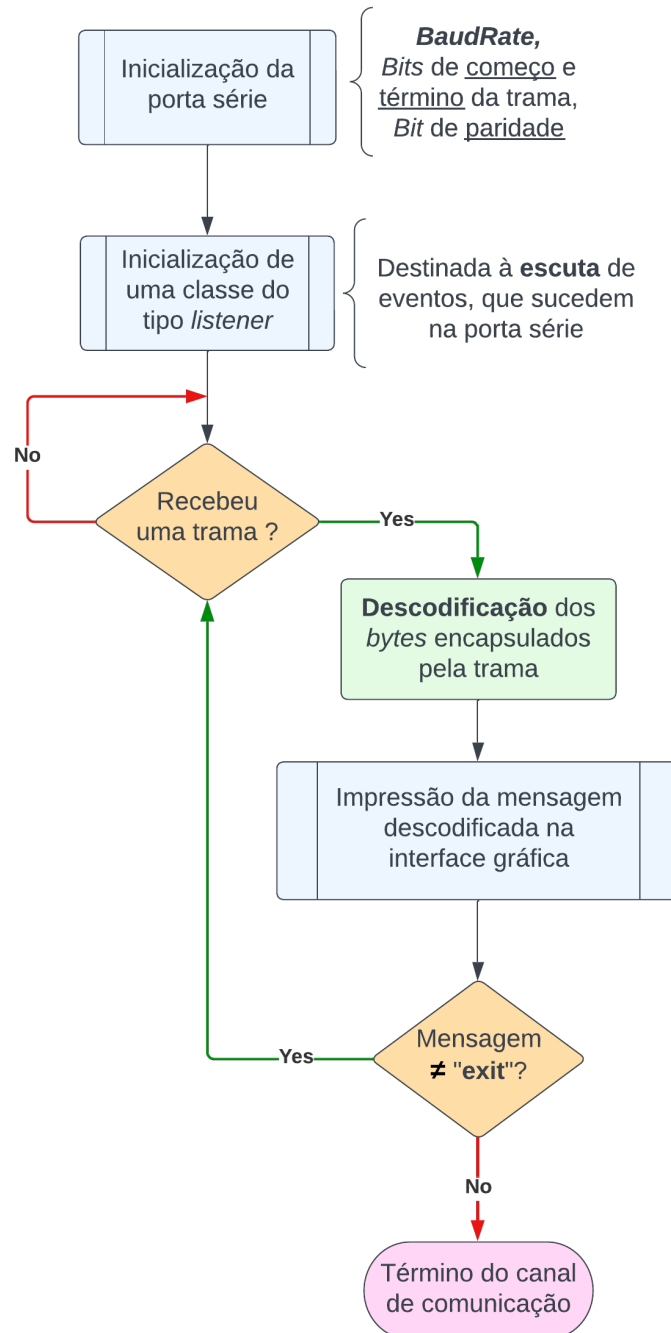 Inicialização da
porta série
BaudRate,
Bits de começo e
término da trama,
Bit de paridade
Inicialização de
uma classe do
tipo listener
Destinada à escuta de
eventos, que sucedem
na porta série
No
Recebeu
uma trama ?
Yes
Descodificação dos
bytes encapsulados
pela trama
Impressão da mensagem
descodificada na
interface gráfica
Mensagem
≠ "exit"?
Yes
No
Término do canal
de comunicação